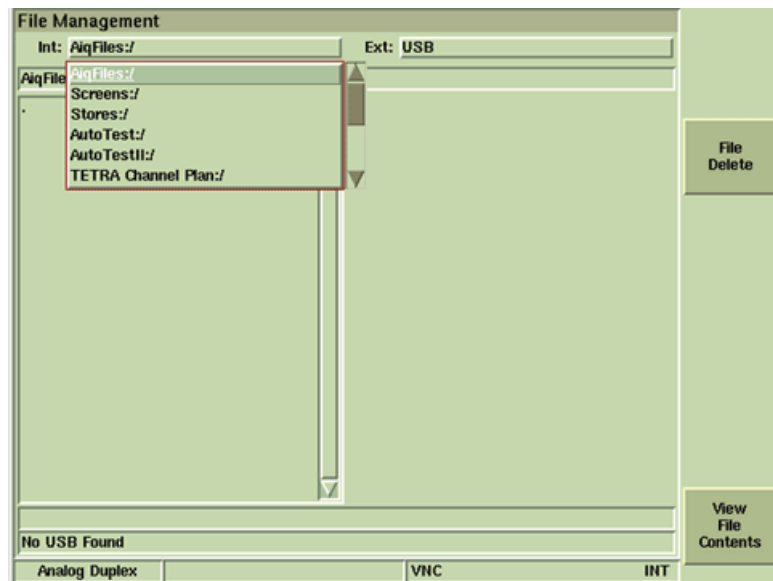 File Management
Int: AiqFiles:/ Ext: USB
AiqFile
AiqFiles:/
Screens:/
Stores:/
AutoTest:/
AutoTestII:/
TETRA Channel Plan:/
File
Delete
View
File
Contents
No USB Found
Analog Duplex VNC INT